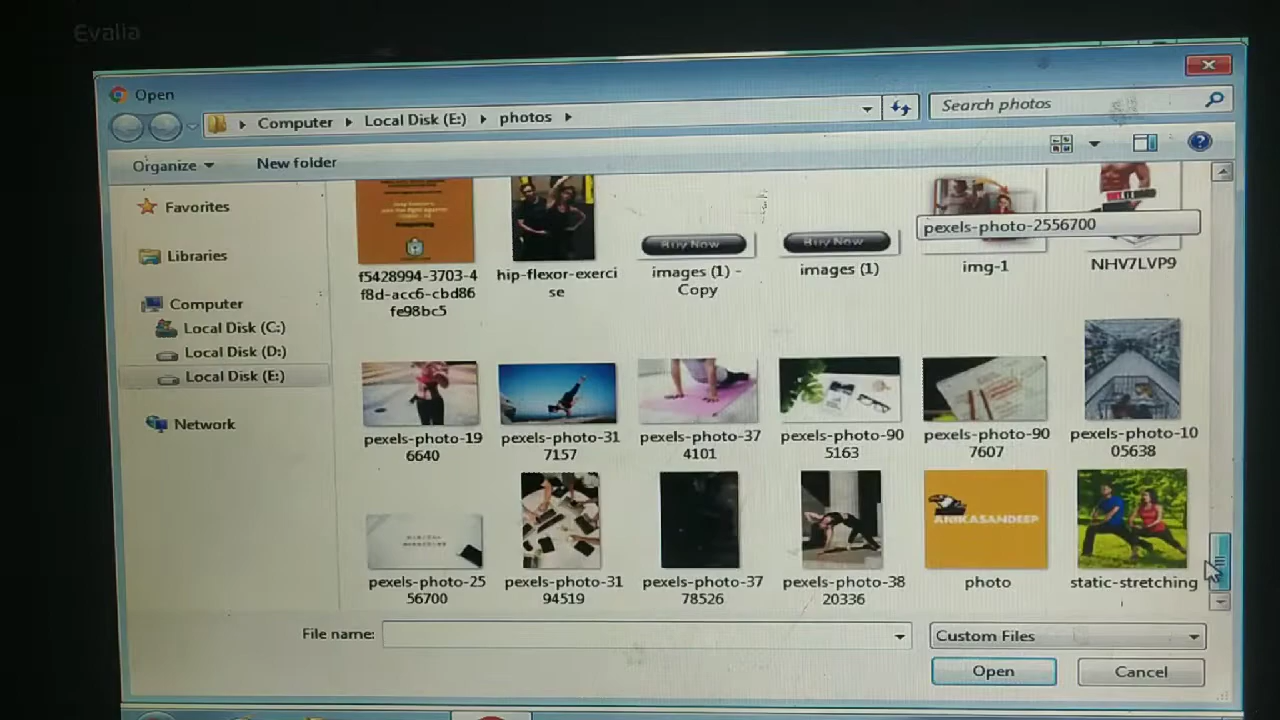 Evalia
Open
Computer Local Disk (E:) photos
Search photos
Organize New folder
Favorites
Libraries
Computer
Local Disk (C:)
Local Disk (D:)
Local Disk (E:)
Network
Buy Now
Buy Now
pexels-photo-2556700
f5428994-3703-4
f8d-acc6-cbd86
fe98bc5
hip-flexor-exerci
se
images (1) -
Copy
images (1)
img-1
NHV7LVP9
pexels-photo-19
6640
pexels-photo-31
7157
pexels-photo-37
4101
pexels-photo-90
5163
pexels-photo-90
7607
pexels-photo-10
05638
ANIKASANDEEP
pexels-photo-25
56700
pexels-photo-31
94519
pexels-photo-37
78526
pexels-photo-38
20336
photo
static-stretching
File name:
Custom Files
Open
Cancel